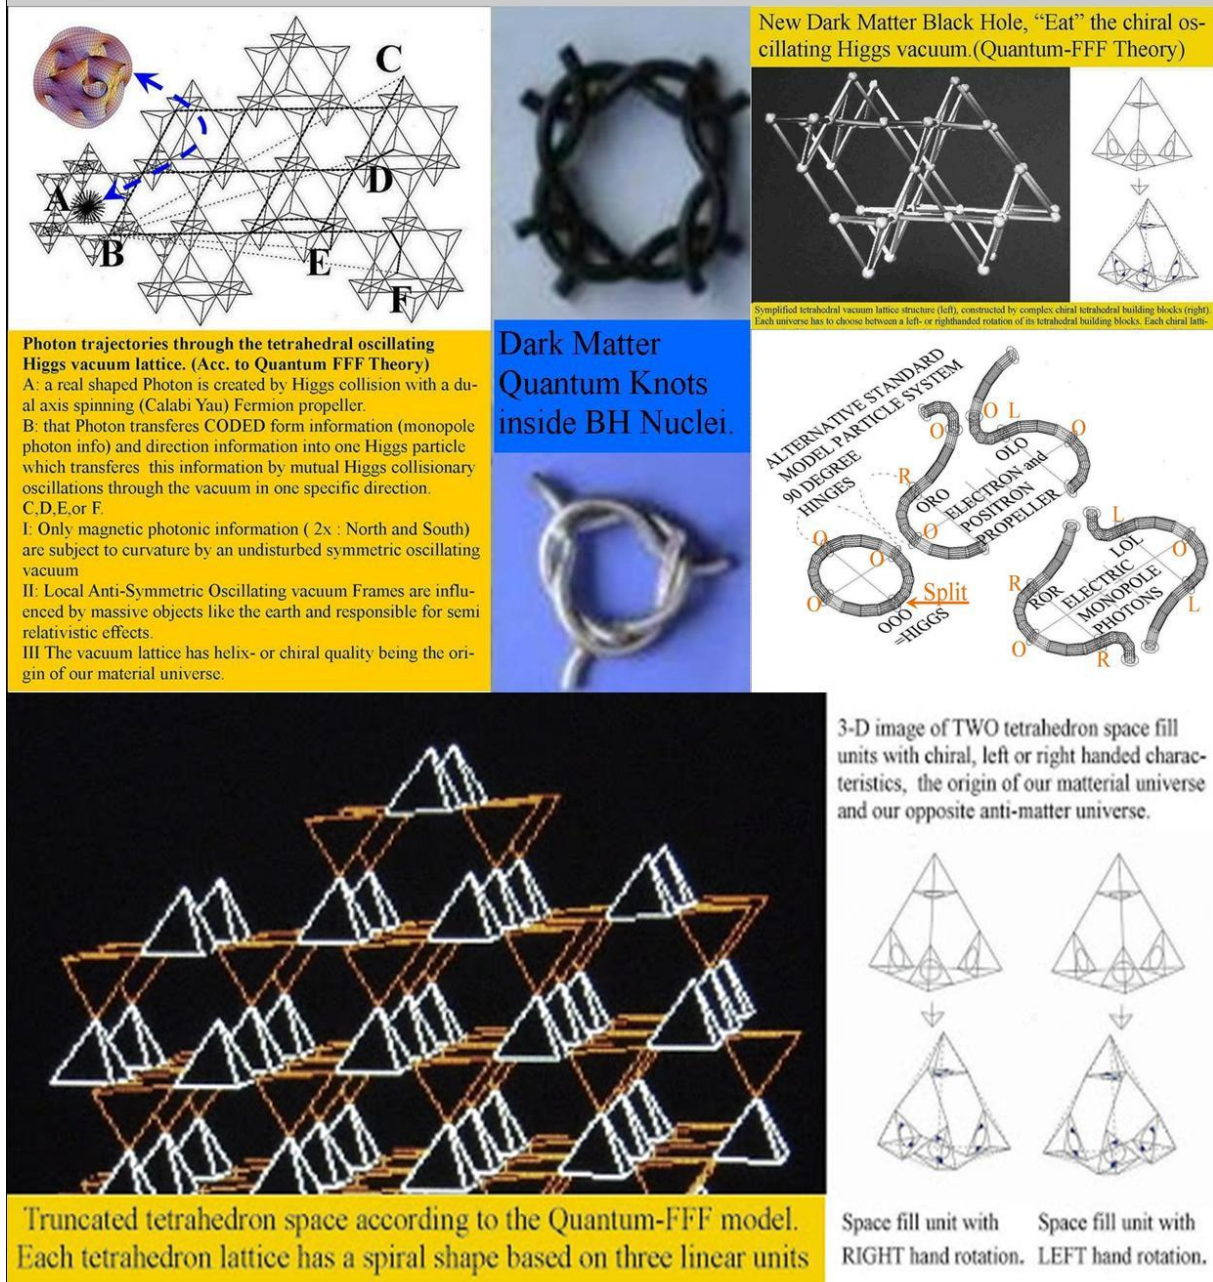 C
A
D
B
E
F
Photon trajectories through the tetrahedral oscillating
Higgs vacuum lattice. (Acc. to Quantum FFF Theory)
A: a real shaped Photon is created by Higgs collision with a du-
al axis spinning (Calabi Yau) Fermion propeller.
B: that Photon transferes CODED form information (monopole
photon info) and direction information into one Higgs particle
which transferes this information by mutual Higgs collisionary
oscillations through the vacuum in one specific direction.
C,D,E,or F.
I: Only magnetic photonic information ( 2x : North and South)
are subject to curvature by an undisturbed symmetric oscillating
vacuum
II: Local Anti-Symmetric Oscillating vacuum Frames are influ-
enced by massive objects like the earth and responsible for semi
relativistic effects.
III The vacuum lattice has helix- or chiral quality being the ori-
gin of our material universe.
Dark Matter
Quantum Knots
inside BH Nuclei.
New Dark Matter Black Hole, “Eat” the chiral os-
cillating Higgs vacuum.(Quantum-FFF Theory)
Symplified tetrahedral vacuum lattice structure (left), constructed by complex chiral tetrahedral building blocks (right).
Each universe has to choose between a left- or righthanded rotation of its tetrahedral building blocks. Each chiral latti-
ALTERNATIVE STANDARD
MODEL PARTICLE SYSTEM
90 DEGREE
HINGES
O
R
ORO
O
O
L
OLO
O
ELECTRON and
POSITRON
PROPELLER
O
O
O
Split
OOO
=HIGGS
L
LOL
O
L
R
ROR
ELECTRIC
MONOPOLE
PHOTONS
O
R
3-D image of TWO tetrahedron space fill
units with chiral, left or right handed charac-
teristics, the origin of our matterial universe
and our opposite anti-matter universe.
Space fill unit with
RIGHT hand rotation.
Space fill unit with
LEFT hand rotation.
Truncated tetrahedron space according to the Quantum-FFF model.
Each tetrahedron lattice has a spiral shape based on three linear units